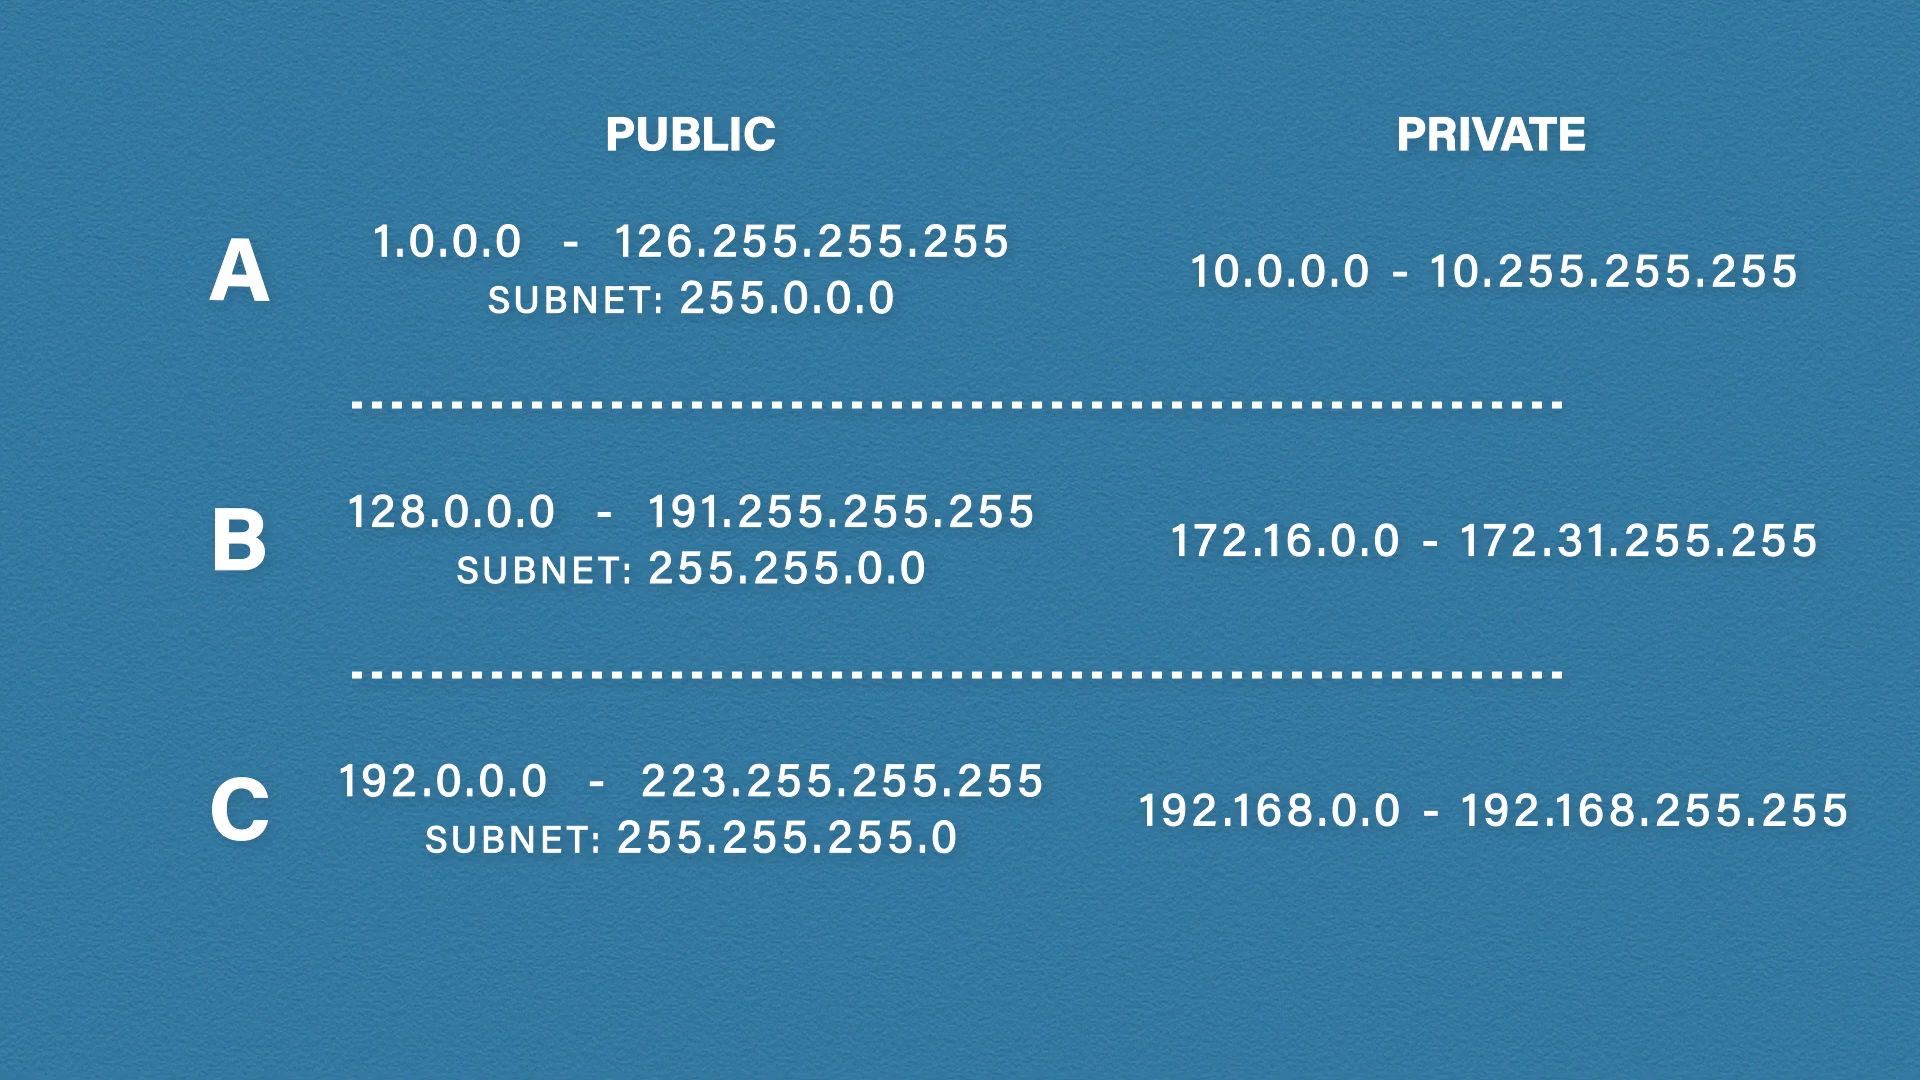 PUBLIC PRIVATE
A
1.0.0.0 - 126.255.255.255
SUBNET: 255.0.0.0
10.0.0.0 - 10.255.255.255
B
128.0.0.0 - 191.255.255.255
SUBNET: 255.255.0.0
172.16.0.0 - 172.31.255.255
C
192.0.0.0 - 223.255.255.255
SUBNET: 255.255.255.0
192.168.0.0 - 192.168.255.255